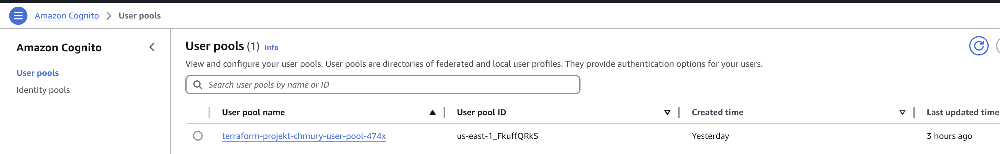 Amazon Cognito > User pools
Amazon Cognito
User pools
Identity pools
User pools (1) Info
View and configure your user pools. User pools are directories of federated and local user profiles. They provide authentication options for your users.
Search user pools by name or ID
User pool name User pool ID Created time Last updated time
terraform-projekt-chmury-user-pool-474x us-east-1_FkuffQRkS Yesterday 3 hours ago